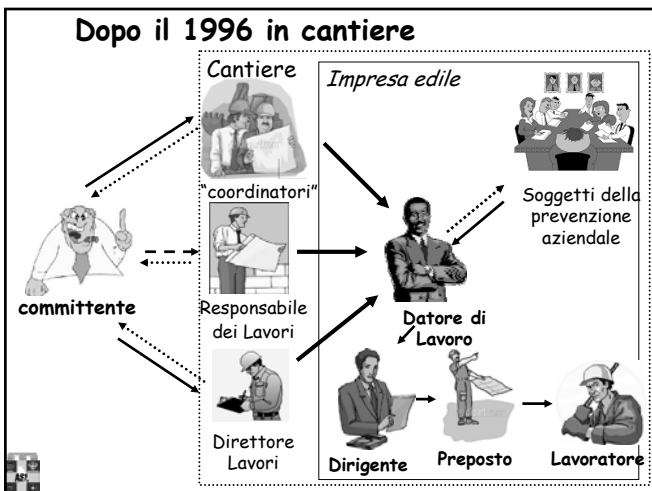 Dopo il 1996 in cantiere
Cantiere
Impresa edile
"coordinatori"
Soggetti della
prevenzione
aziendale
committente
Responsabile
dei Lavori
Datore di
Lavoro
Direttore
Lavori
Dirigente
Preposto
Lavoratore
ASL